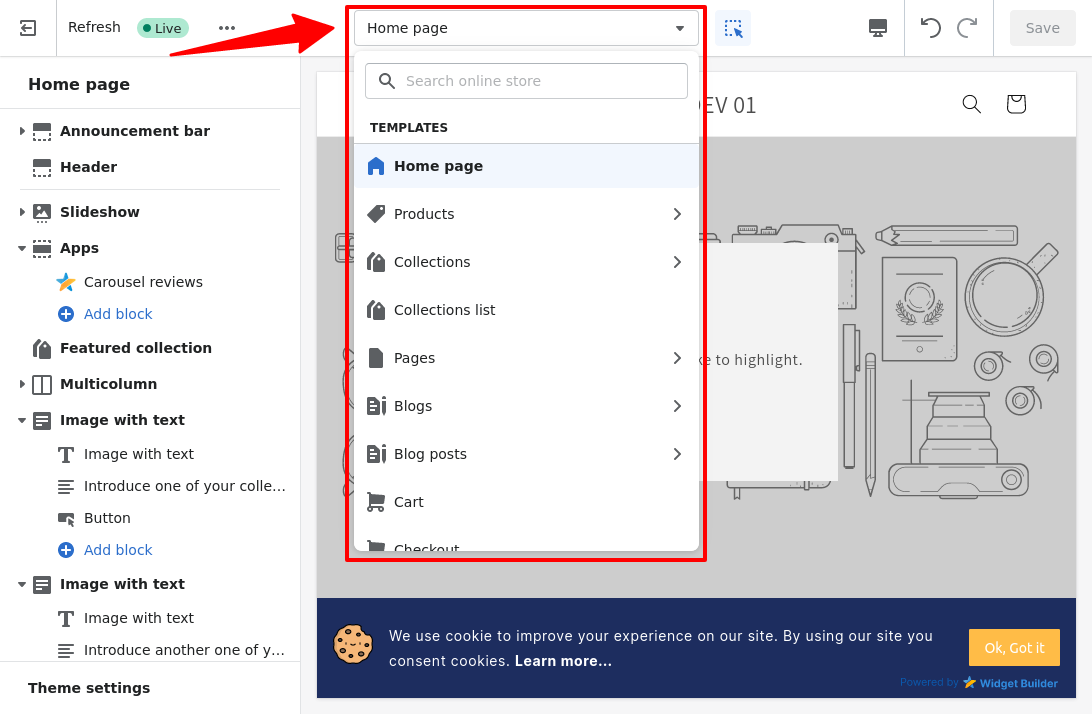 Refresh
Live
Home page
Save
Home page
Announcement bar
Header
Slideshow
Apps
Carousel reviews
Add block
Featured collection
Multicolumn
Image with text
Image with text
Introduce one of your colle...
Button
Add block
Image with text
Image with text
Introduce another one of y...
Theme settings
Search online store
TEMPLATES
Home page
Products
Collections
Collections list
Pages
Blogs
Blog posts
Cart
Checkout
DEV 01
ke to highlight.
We use cookie to improve your experience on our site. By using our site you
consent cookies. Learn more...
Ok, Got it
Powered by Widget Builder